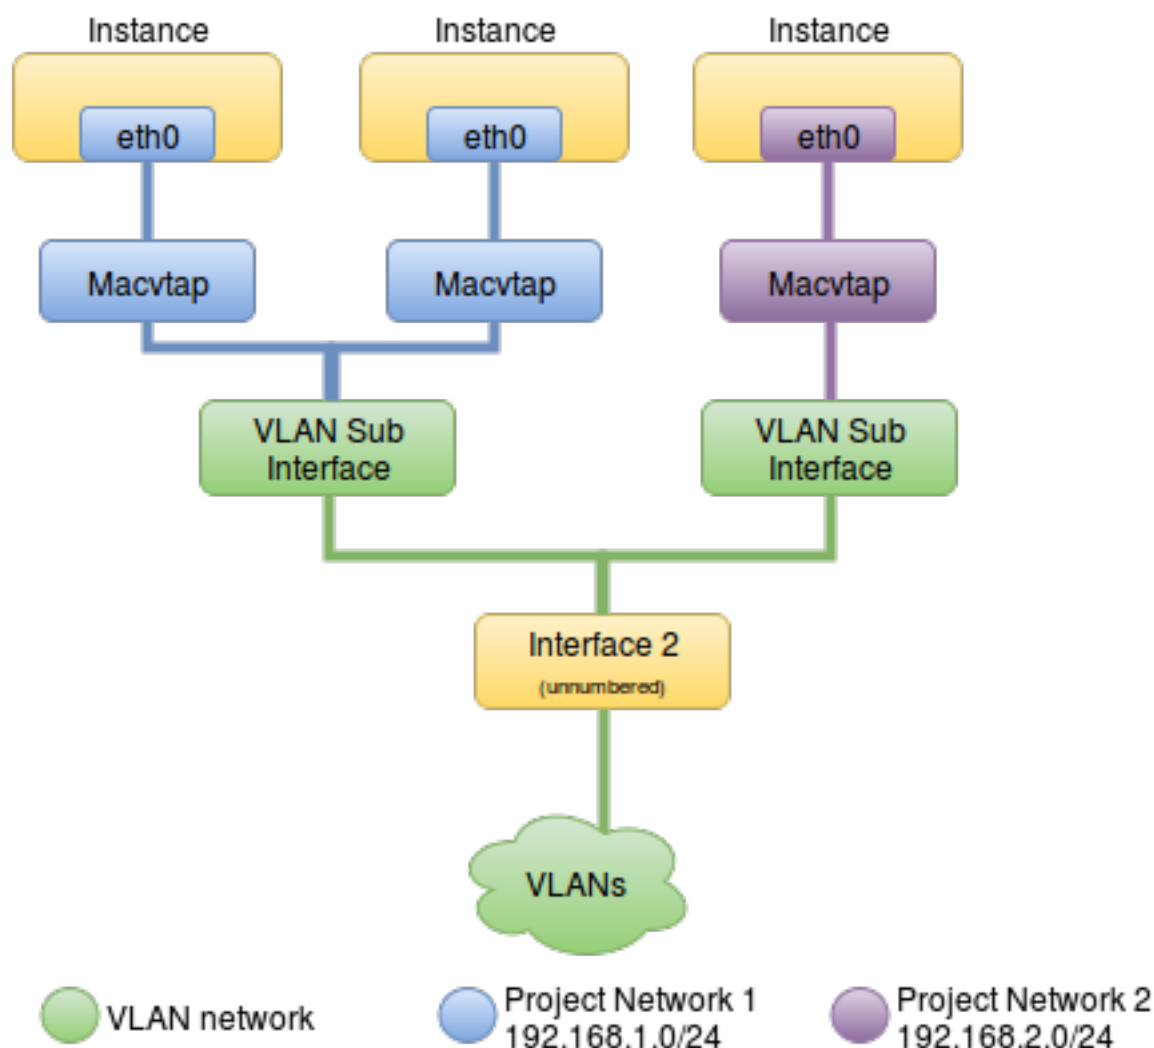 Instance
Instance
Instance
eth0
eth0
eth0
Macvtap
Macvtap
Macvtap
VLAN Sub
Interface
VLAN Sub
Interface
Interface 2
(unnumbered)
VLANs
VLAN network
Project Network 1
192.168.1.0/24
Project Network 2
192.168.2.0/24